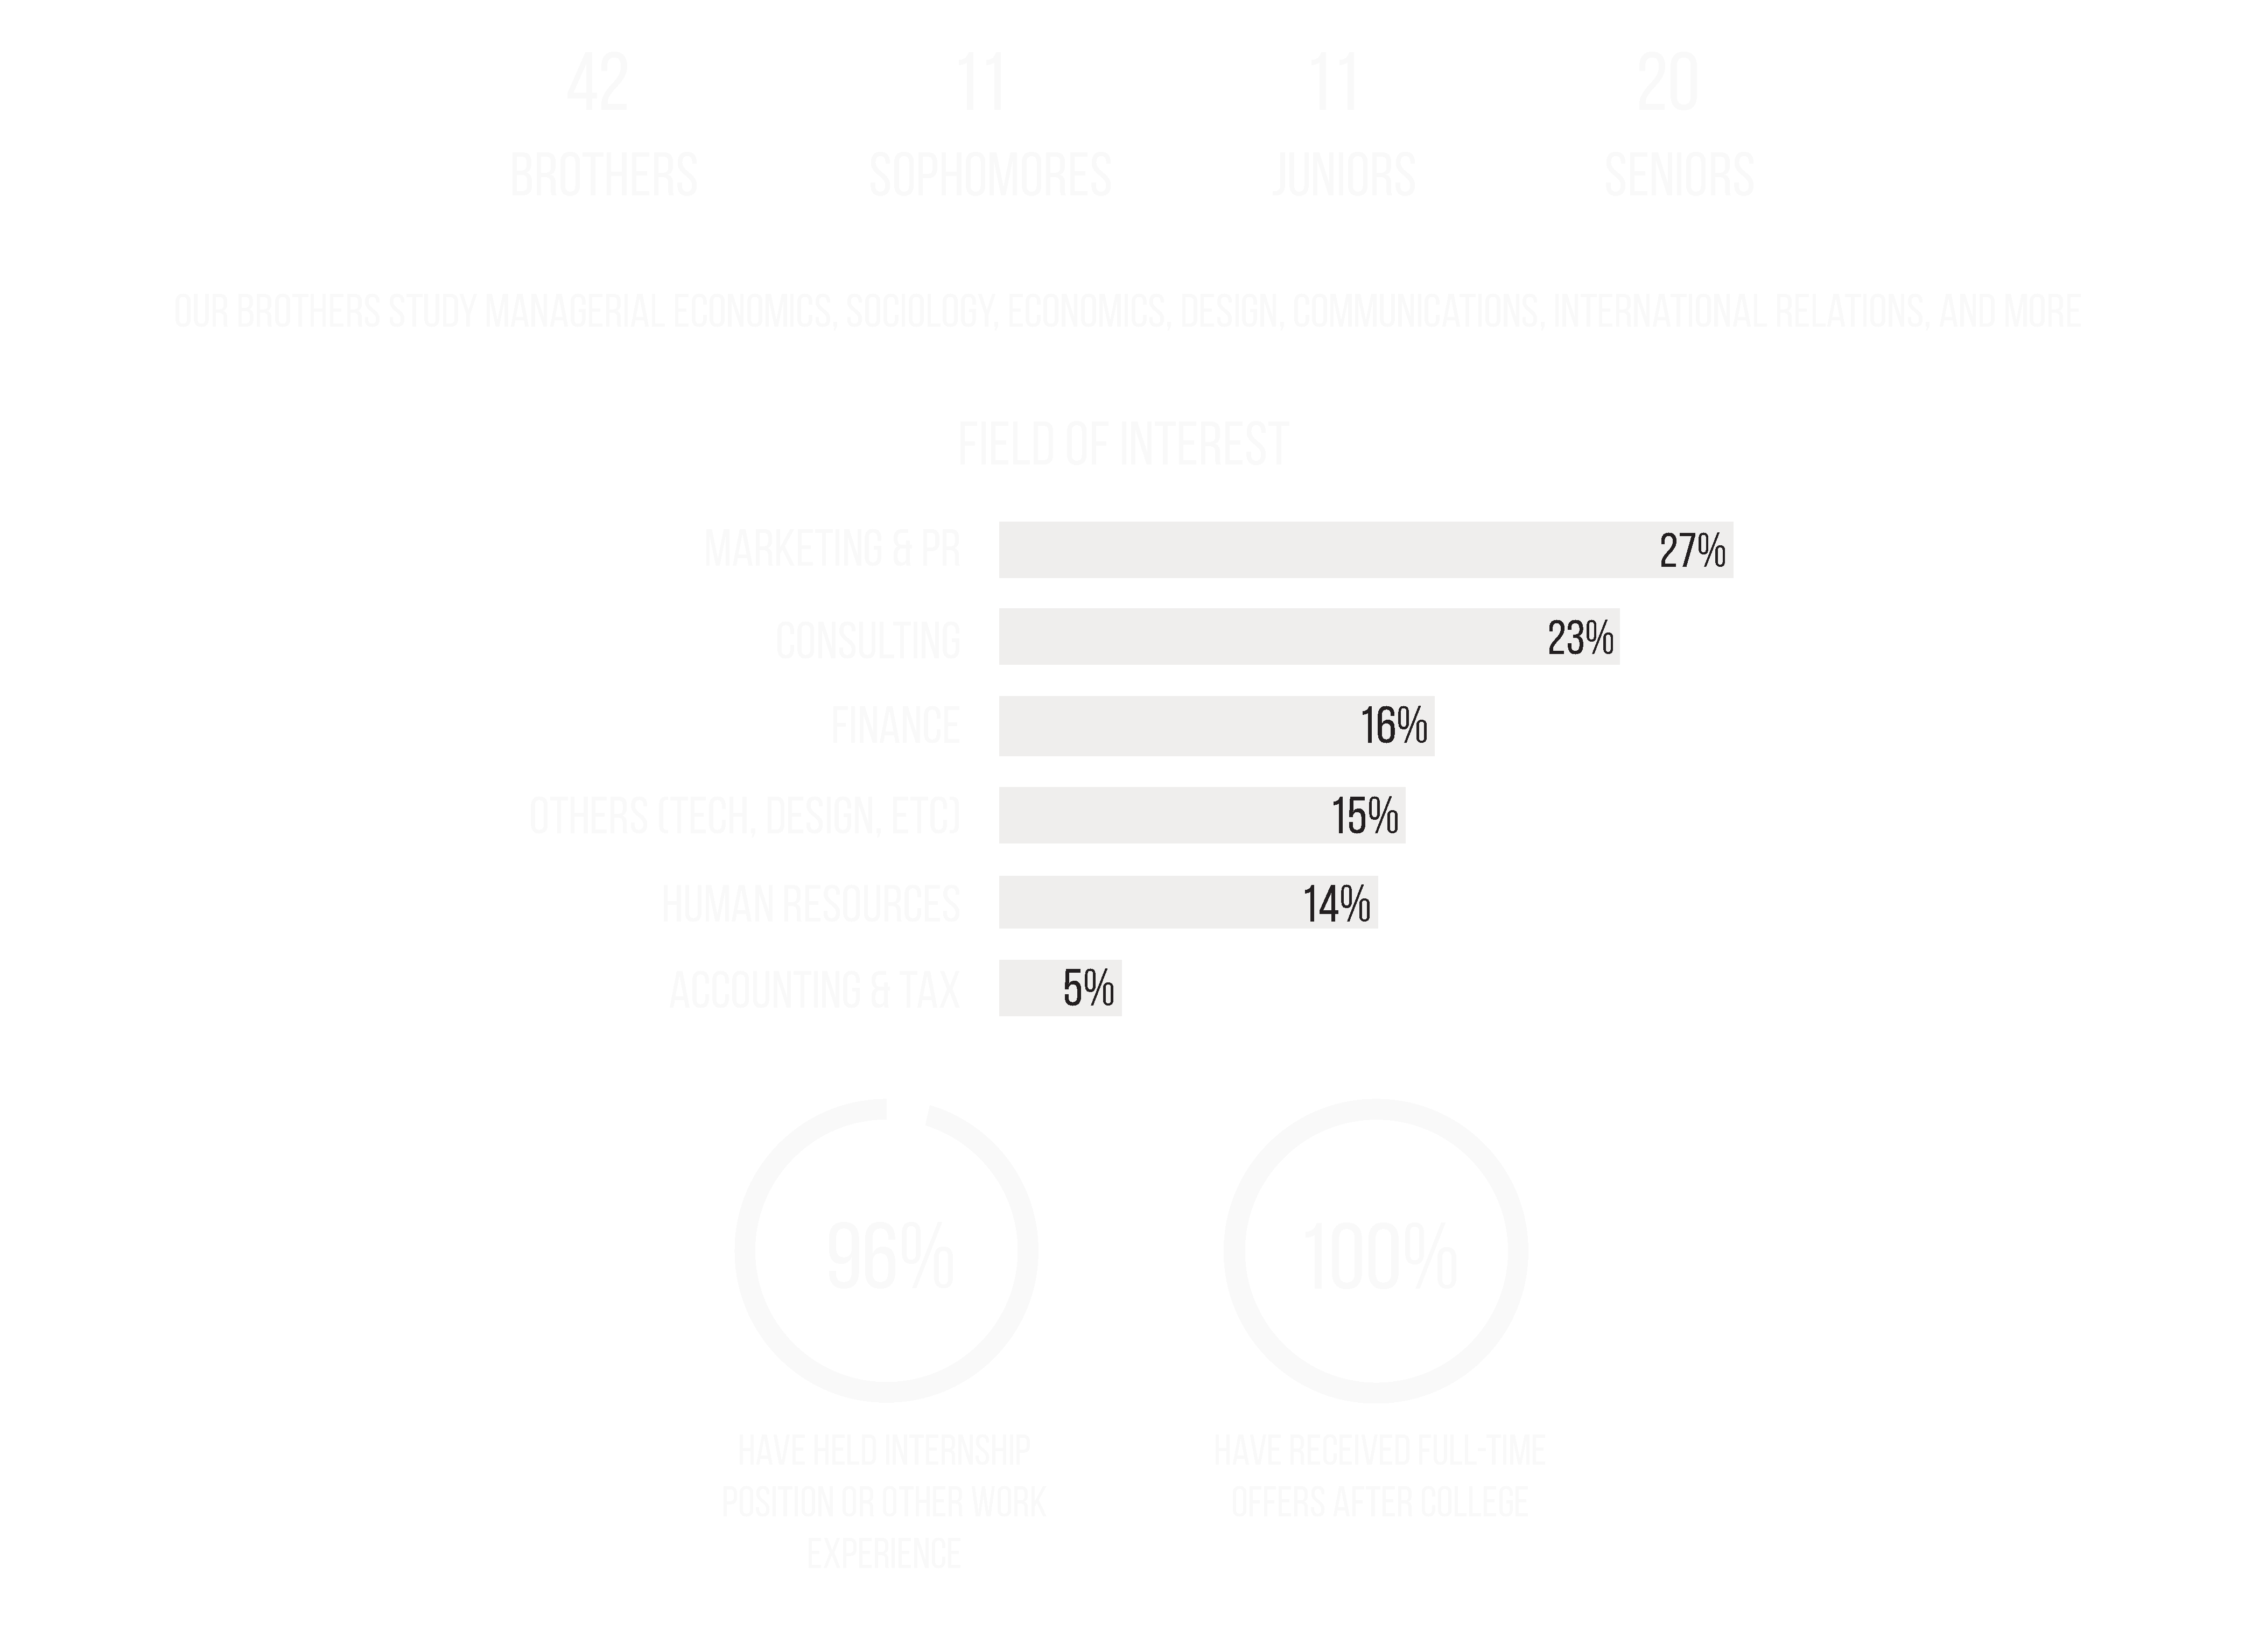 42 11 11 20
BROTHERS SOPHOMORES JUNIORS SENIORS
OUR BROTHERS STUDY MANAGERIAL ECONOMICS, SOCIOLOGY, ECONOMICS, DESIGN, COMMUNICATIONS, INTERNATIONAL RELATIONS, AND MORE
FIELD OF INTEREST
MARKETING & PR 27%
CONSULTING 23%
FINANCE 16%
OTHERS (TECH, DESIGN, ETC) 15%
HUMAN RESOURCES 14%
ACCOUNTING & TAX 5%
96%
HAVE HELD INTERNSHIP
POSITION OR OTHER WORK
EXPERIENCE
100%
HAVE RECEIVED FULL-TIME
OFFERS AFTER COLLEGE